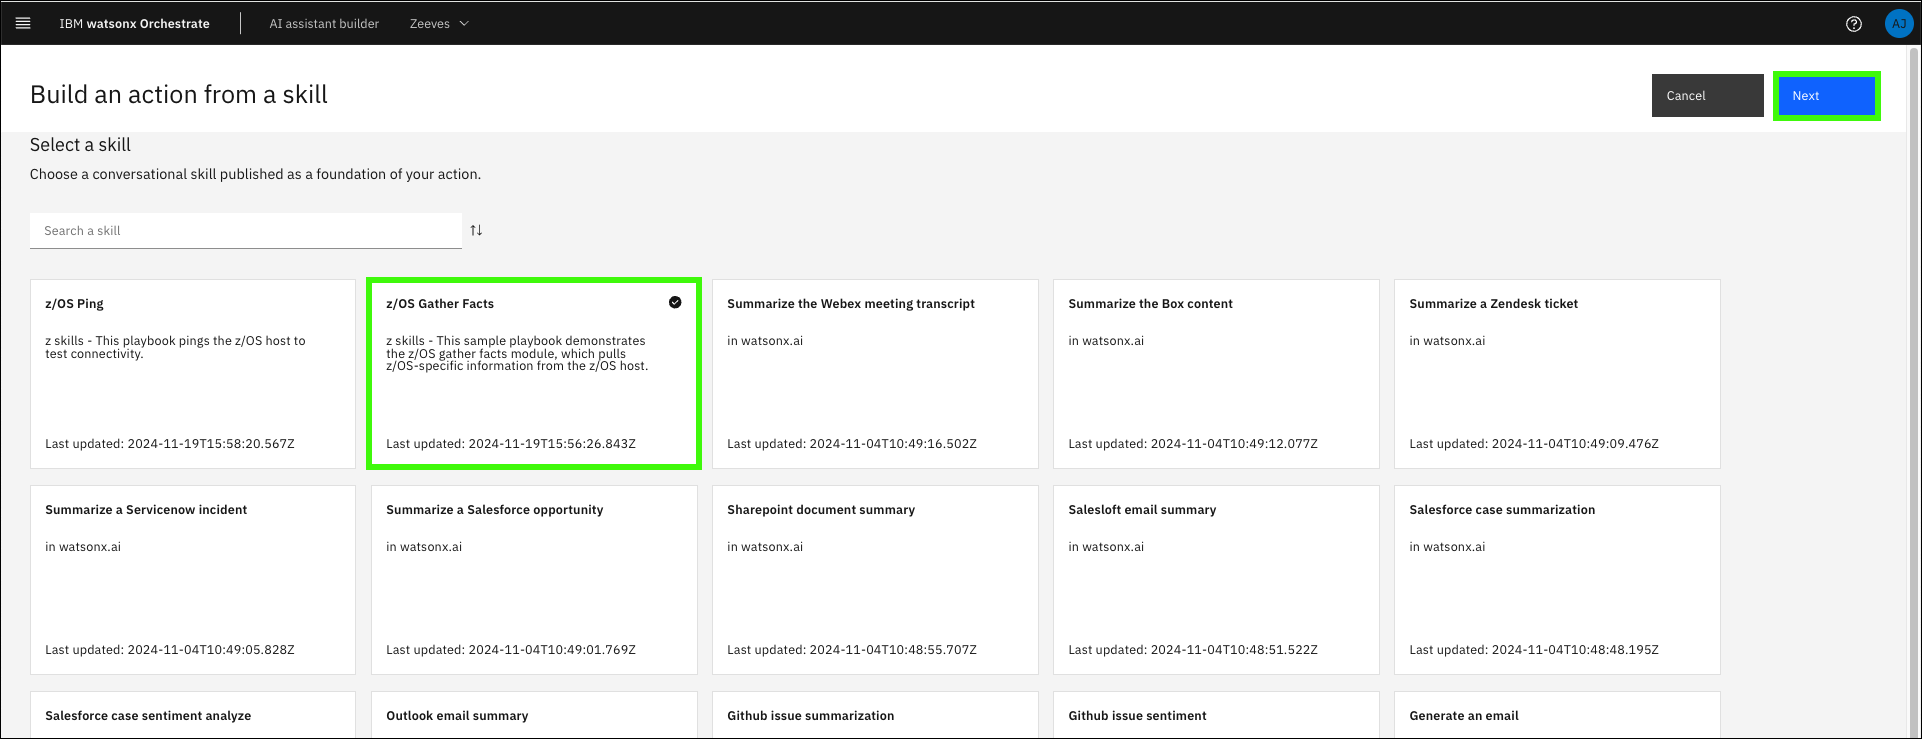 IBM watsonx Orchestrate
AI assistant builder
Zeeves
AJ
Build an action from a skill
Cancel
Next
Select a skill
Choose a conversational skill published as a foundation of your action.
Search a skill
z/OS Ping
z skills - This playbook pings the z/OS host to
test connectivity.
Last updated: 2024-11-19T15:58:20.567Z
z/OS Gather Facts
z skills - This sample playbook demonstrates
the z/OS gather facts module, which pulls
z/OS-specific information from the z/OS host.
Last updated: 2024-11-19T15:56:26.843Z
Summarize the Webex meeting transcript
in watsonx.ai
Last updated: 2024-11-04T10:49:16.502Z
Summarize the Box content
in watsonx.ai
Last updated: 2024-11-04T10:49:12.077Z
Summarize a Zendesk ticket
in watsonx.ai
Last updated: 2024-11-04T10:49:09.476Z
Summarize a Servicenow incident
in watsonx.ai
Last updated: 2024-11-04T10:49:05.828Z
Summarize a Salesforce opportunity
in watsonx.ai
Last updated: 2024-11-04T10:49:01.769Z
Sharepoint document summary
in watsonx.ai
Last updated: 2024-11-04T10:48:55.707Z
Salesloft email summary
in watsonx.ai
Last updated: 2024-11-04T10:48:51.522Z
Salesforce case summarization
in watsonx.ai
Last updated: 2024-11-04T10:48:48.195Z
Salesforce case sentiment analyze
Outlook email summary
Github issue summarization
Github issue sentiment
Generate an email